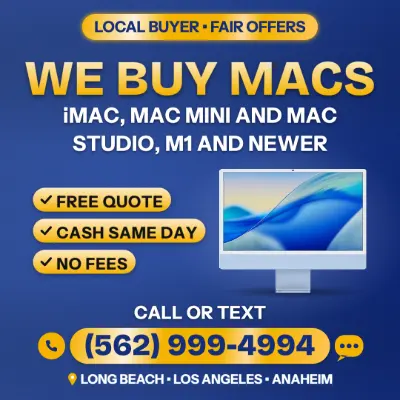 LOCAL BUYER • FAIR OFFERS
WE BUY MACS
iMAC, MAC MINI AND MAC
STUDIO, M1 AND NEWER
FREE QUOTE
CASH SAME DAY
NO FEES
CALL OR TEXT
(562) 999-4994
LONG BEACH • LOS ANGELES • ANAHEIM